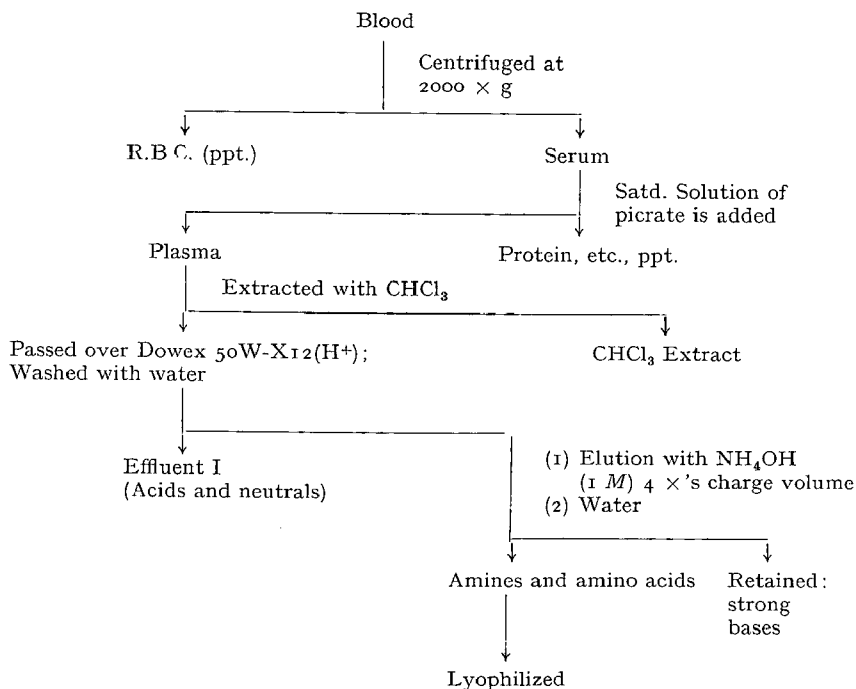 Blood
Centrifuged at
2000 × g
R.B C. (ppt.)
Serum
Satd. Solution of
picrate is added
Plasma
Protein, etc., ppt.
Extracted with CHCl₃
Passed over Dowex 50W-X12(H⁺);
Washed with water
CHCl₃ Extract
Effluent I
(Acids and neutrals)
(1) Elution with NH₄OH
(1 M) 4 ×'s charge volume
(2) Water
Amines and amino acids
Retained:
strong
bases
Lyophilized